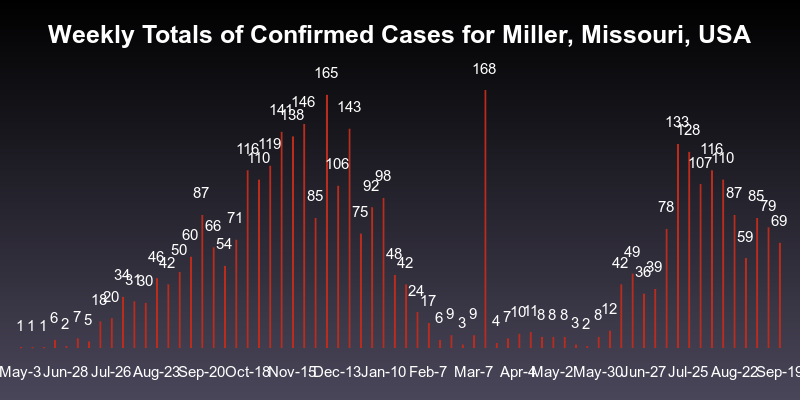 Weekly Totals of Confirmed Cases for Miller, Missouri, USA
1 1 1 6 2 7 5 18 20 34 31 30 46 42 50 60 87 66 54 71 116 110 119 141 138 146 85 165 106 143 75 92 98 48 42 24 17 6 9 3 9 168 4 7 10 11 8 8 8 3 2 8 12 42 49 36 39 78 133 128 107 116 110 87 59 85 79 69
May-3 Jun-28 Jul-26 Aug-23 Sep-20 Oct-18 Nov-15 Dec-13 Jan-10 Feb-7 Mar-7 Apr-4 May-2 May-30 Jun-27 Jul-25 Aug-22 Sep-19